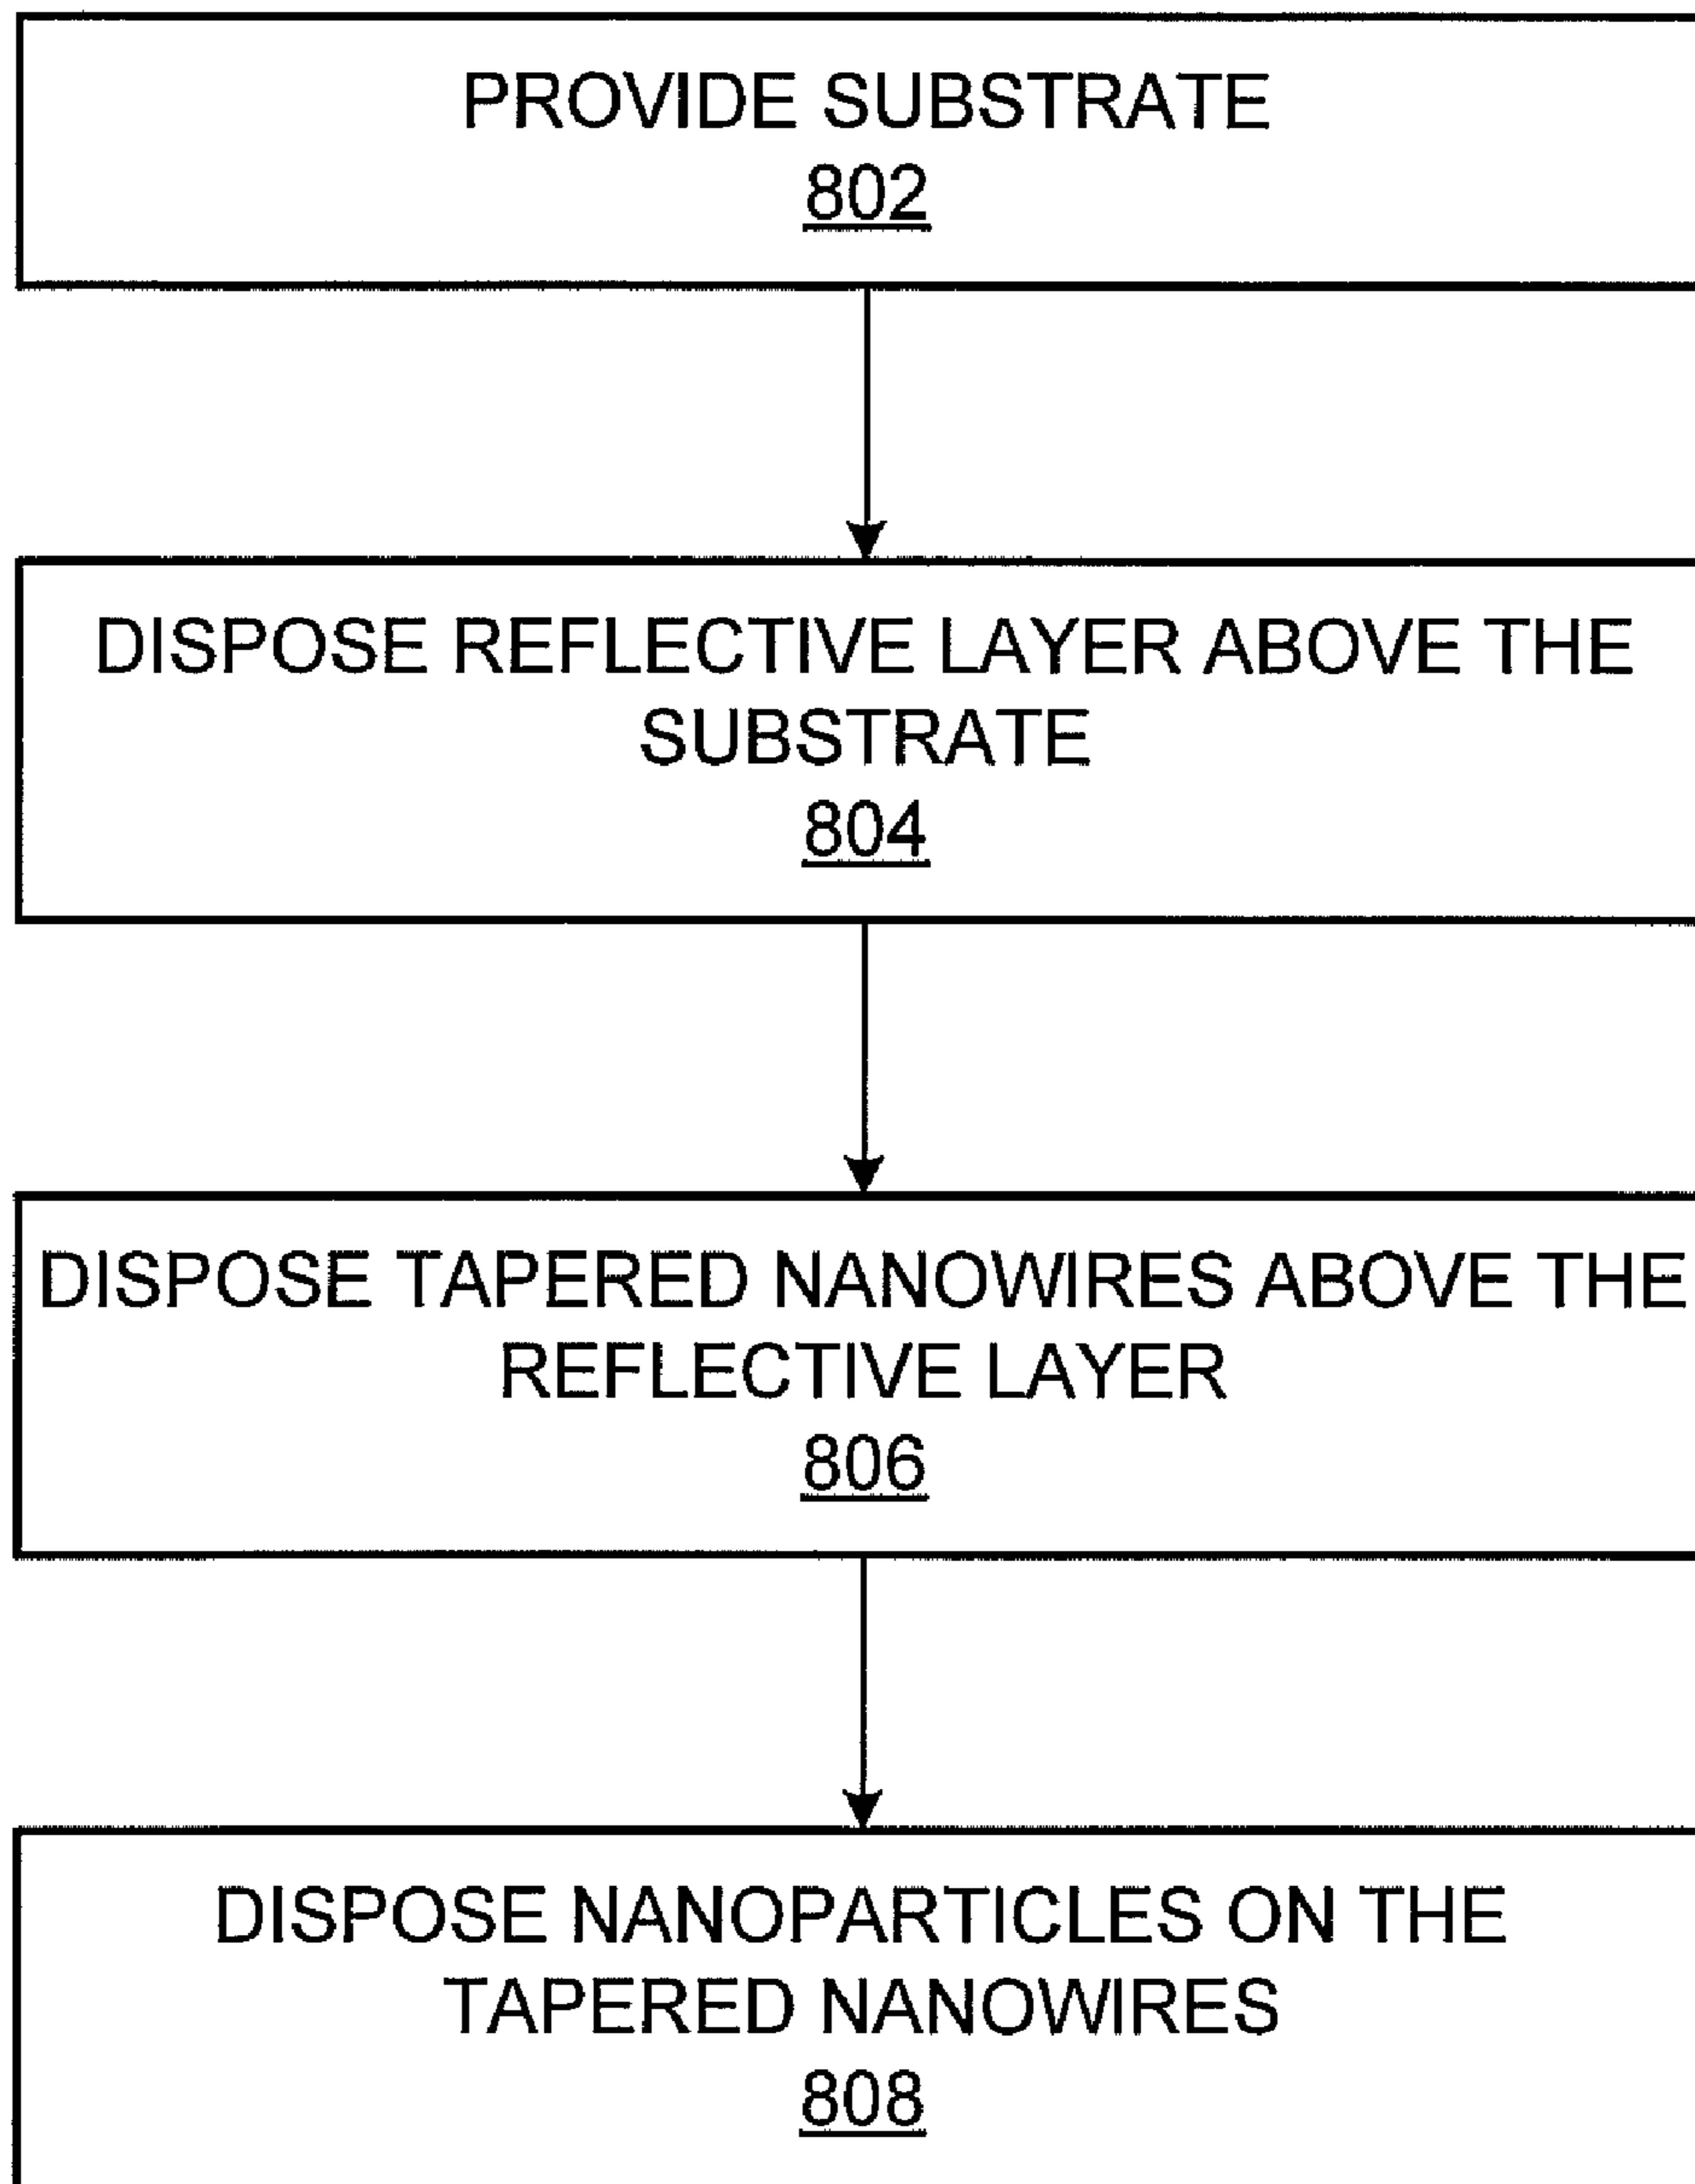 PROVIDE SUBSTRATE
802
DISPOSE REFLECTIVE LAYER ABOVE THE
SUBSTRATE
804
DISPOSE TAPERED NANOWIRES ABOVE THE
REFLECTIVE LAYER
806
DISPOSE NANOPARTICLES ON THE
TAPERED NANOWIRES
808